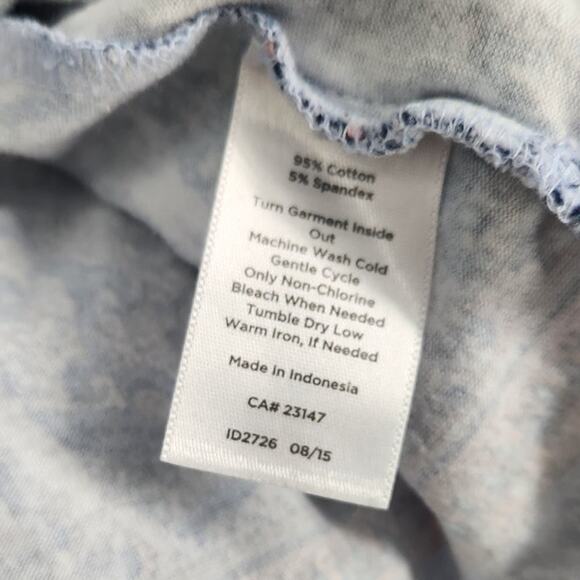 95% Cotton
5% Spandex
Turn Garment Inside
Out
Machine Wash Cold
Gentle Cycle
Only Non-Chlorine
Bleach When Needed
Tumble Dry Low
Warm Iron, If Needed
Made in Indonesia
CA# 23147
ID2726 08/15